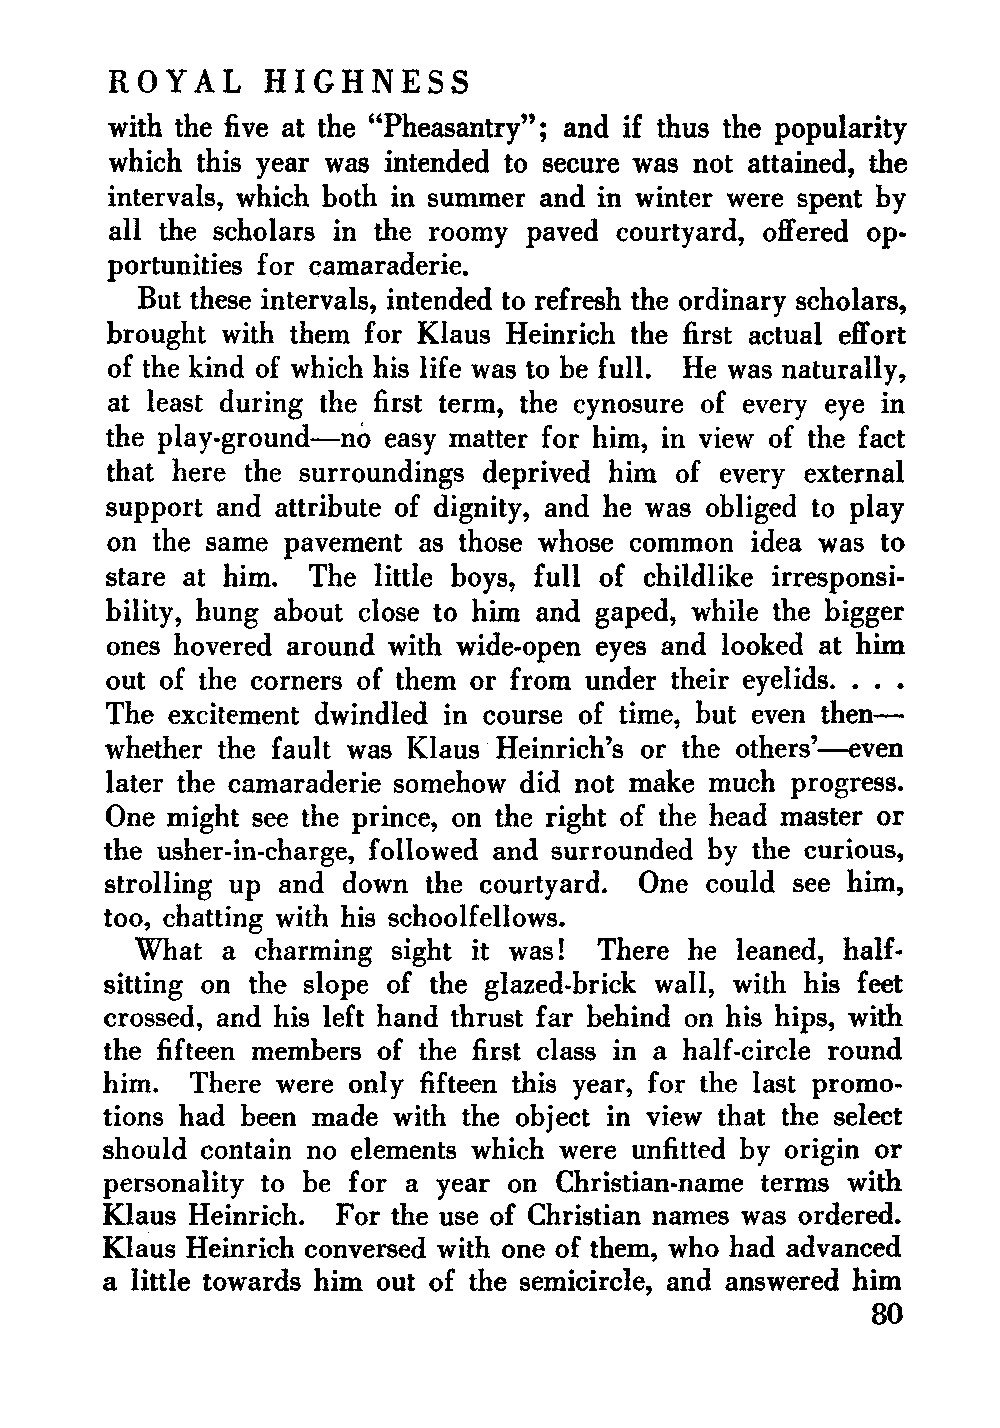 ROYAL HIGHNESS
with the five at the “Pheasantry”; and if thus the popularity
which this year was intended to secure was not attained, the
intervals, which both in summer and in winter were spent by
all the scholars in the roomy paved courtyard, offered op-
portunities for camaraderie.
But these intervals, intended to refresh the ordinary scholars,
brought with them for Klaus Heinrich the first actual effort
of the kind of which his life was to be full. He was naturally,
at least during the first term, the cynosure of every eye in
the play-ground—no easy matter for him, in view of the fact
that here the surroundings deprived him of every external
support and attribute of dignity, and he was obliged to play
on the same pavement as those whose common idea was to
stare at him. The little boys, full of childlike irresponsi-
bility, hung about close to him and gaped, while the bigger
ones hovered around with wide-open eyes and looked at him
out of the corners of them or from under their eyelids. . . .
The excitement dwindled in course of time, but even then—
whether the fault was Klaus Heinrich’s or the others’—even
later the camaraderie somehow did not make much progress.
One might see the prince, on the right of the head master or
the usher-in-charge, followed and surrounded by the curious,
strolling up and down the courtyard. One could see him,
too, chatting with his schoolfellows.
What a charming sight it was! There he leaned, half-
sitting on the slope of the glazed-brick wall, with his feet
crossed, and his left hand thrust far behind on his hips, with
the fifteen members of the first class in a half-circle round
him. There were only fifteen this year, for the last promo-
tions had been made with the object in view that the select
should contain no elements which were unfitted by origin or
personality to be for a year on Christian-name terms with
Klaus Heinrich. For the use of Christian names was ordered.
Klaus Heinrich conversed with one of them, who had advanced
a little towards him out of the semicircle, and answered him
80